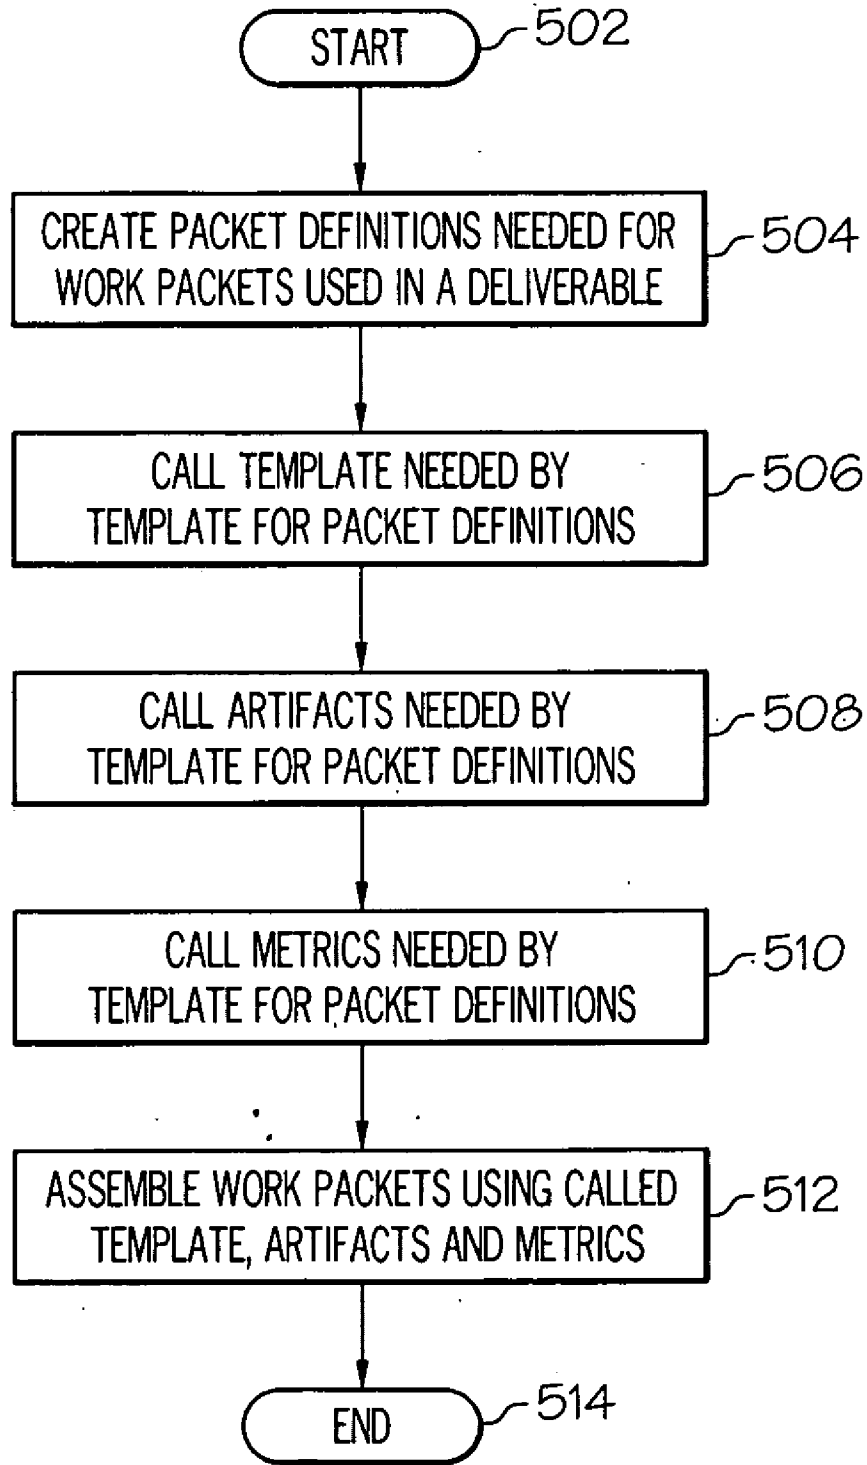 START
502
CREATE PACKET DEFINITIONS NEEDED FOR
WORK PACKETS USED IN A DELIVERABLE
504
CALL TEMPLATE NEEDED BY
TEMPLATE FOR PACKET DEFINITIONS
506
CALL ARTIFACTS NEEDED BY
TEMPLATE FOR PACKET DEFINITIONS
508
CALL METRICS NEEDED BY
TEMPLATE FOR PACKET DEFINITIONS
510
ASSEMBLE WORK PACKETS USING CALLED
TEMPLATE, ARTIFACTS AND METRICS
512
END
514